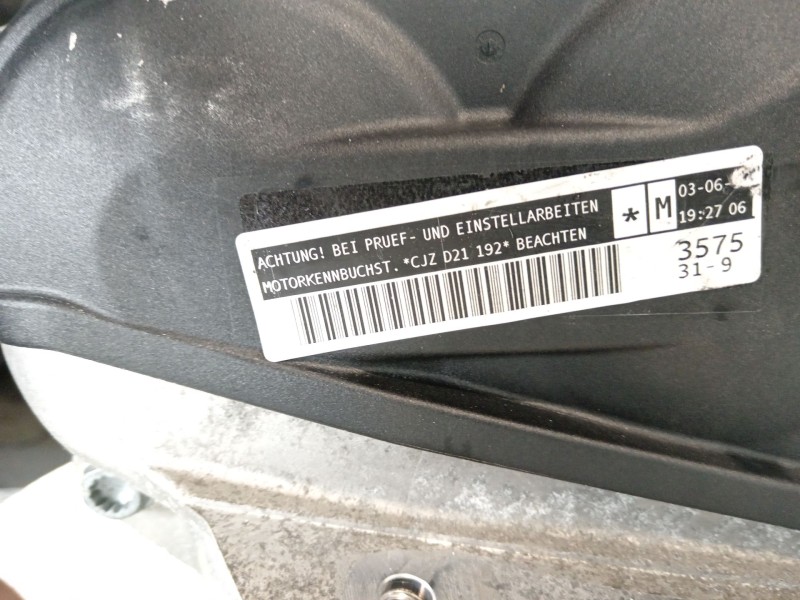 ACHTUNG! BEI PRUEF- UND EINSTELLARBEITEN
MOTORKENNBUCHST. *CJZ D21 192* BEACHTEN
* M
03-06-
19:27 06
3575
31-9